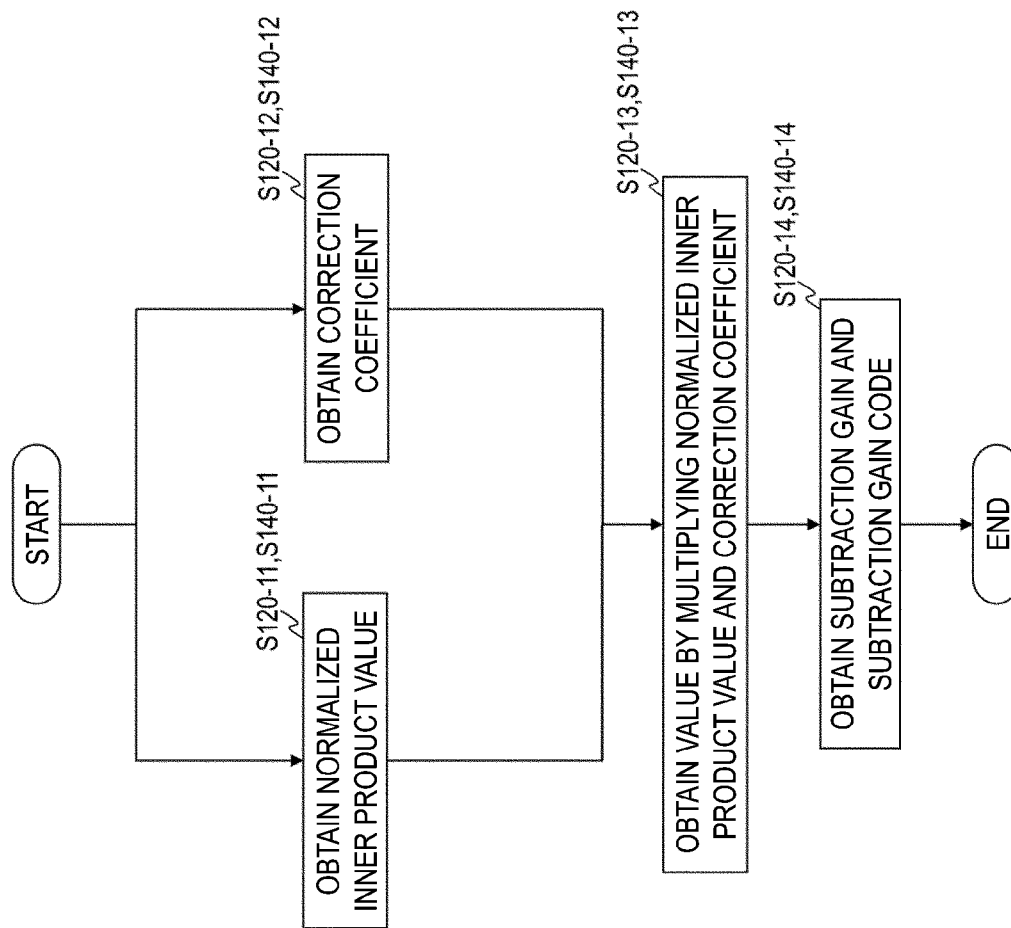 START
S120-11,S140-11
OBTAIN NORMALIZED
INNER PRODUCT VALUE
S120-12,S140-12
OBTAIN CORRECTION
COEFFICIENT
S120-13,S140-13
OBTAIN VALUE BY MULTIPLYING NORMALIZED INNER
PRODUCT VALUE AND CORRECTION COEFFICIENT
S120-14,S140-14
OBTAIN SUBTRACTION GAIN AND
SUBTRACTION GAIN CODE
END